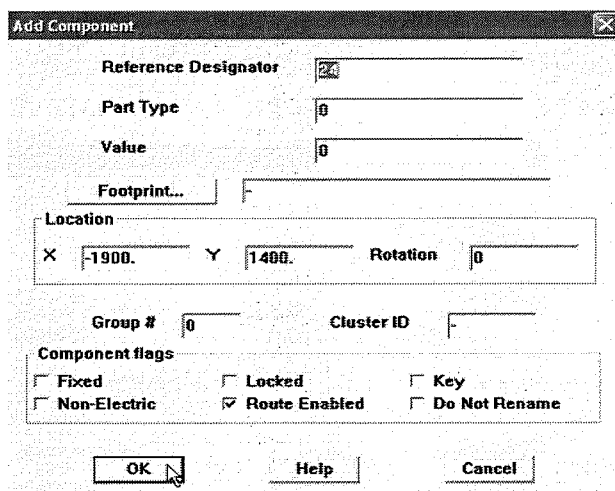 Add Component
Reference Designator 24
Part Type 0
Value 0
Footprint... -
Location
X -1900. Y 1400. Rotation 0
Group # 0 Cluster ID -
Component flags
Fixed Locked Key
Non-Electric Route Enabled Do Not Rename
OK Help Cancel